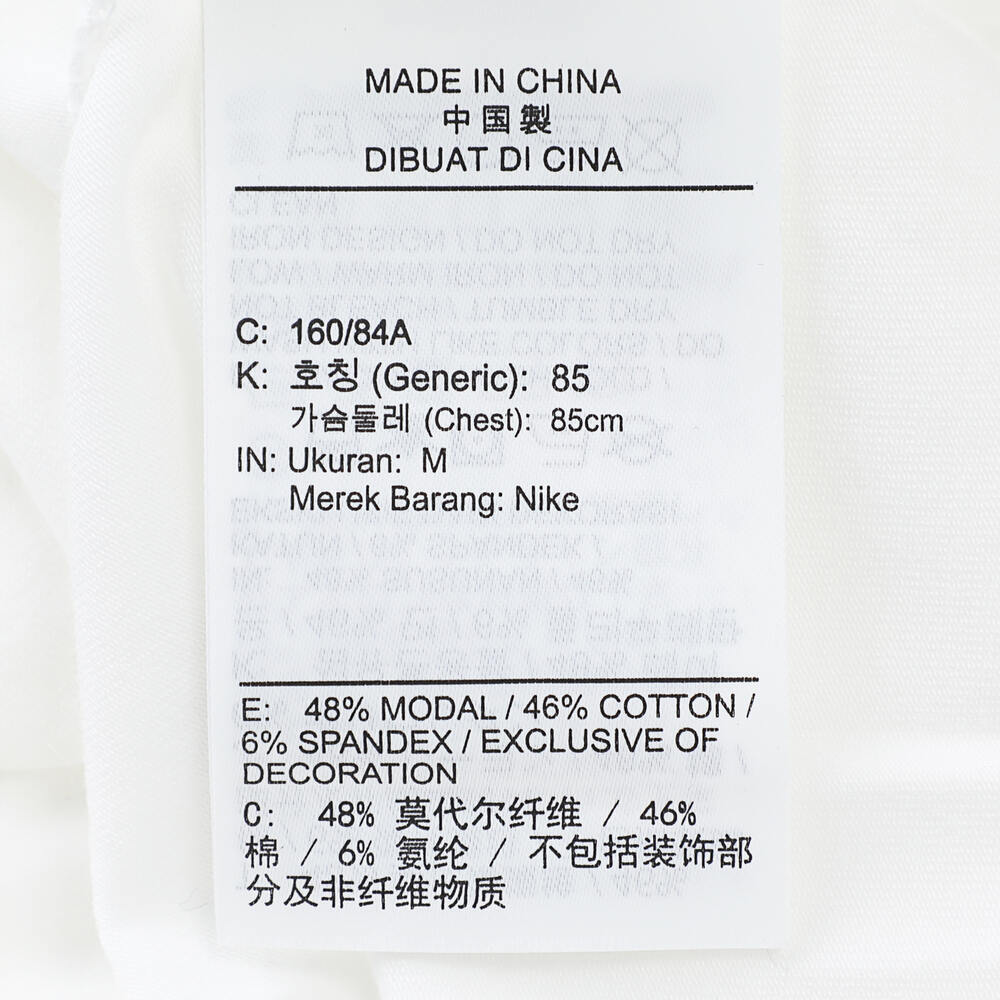 MADE IN CHINA
中国製
DIBUAT DI CINA
C: 160/84A
K: 호칭 (Generic): 85
가슴둘레 (Chest): 85cm
IN: Ukuran: M
Merek Barang: Nike
E: 48% MODAL / 46% COTTON /
6% SPANDEX / EXCLUSIVE OF
DECORATION
C: 48% 莫代尔纤维 / 46%
棉 / 6% 氨纶 / 不包括装饰部
分及非纤维物质